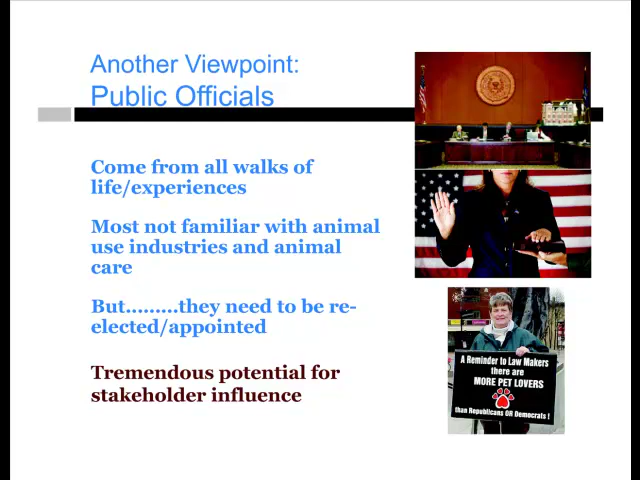 Another Viewpoint:
Public Officials
Come from all walks of
life/experiences
Most not familiar with animal
use industries and animal
care
But.........they need to be re-
elected/appointed
Tremendous potential for
stakeholder influence
A Reminder to Law Makers
there are
MORE PET LOVERS
than Republicans OR Democrats !